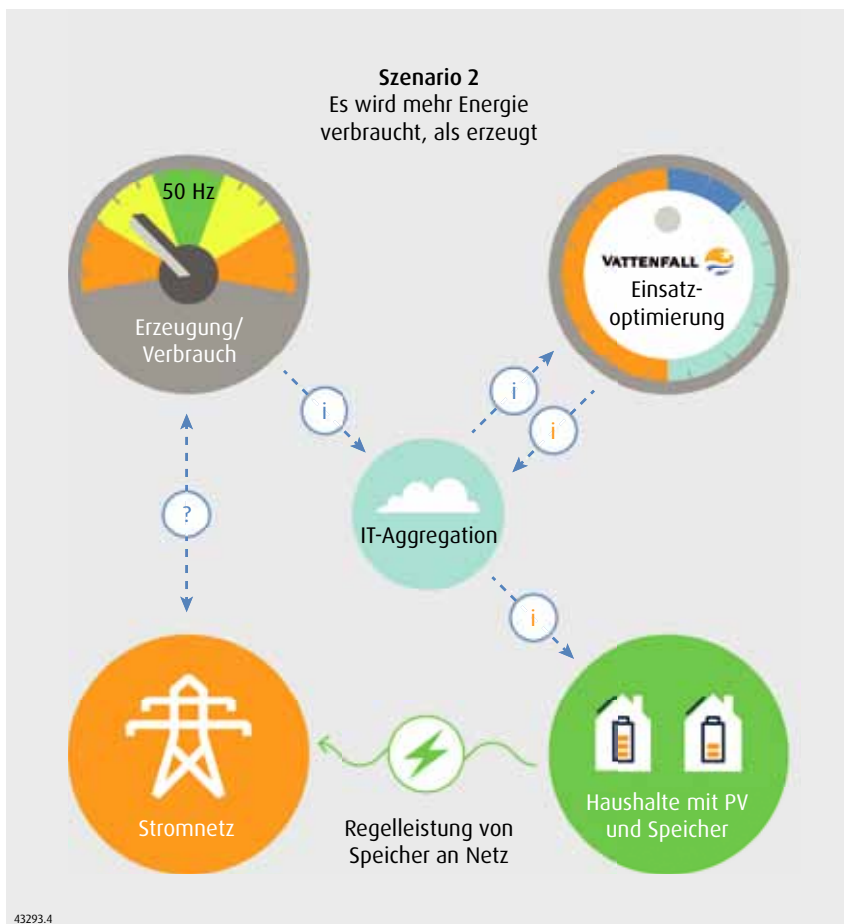 Szenario 2
Es wird mehr Energie
verbraucht, als erzeugt
50 Hz
Erzeugung/
Verbrauch
VATTENFALL
Einsatz-
optimierung
i
i
i
?
IT-Aggregation
i
Stromnetz
Regelleistung von
Speicher an Netz
Haushalte mit PV
und Speicher
43293.4